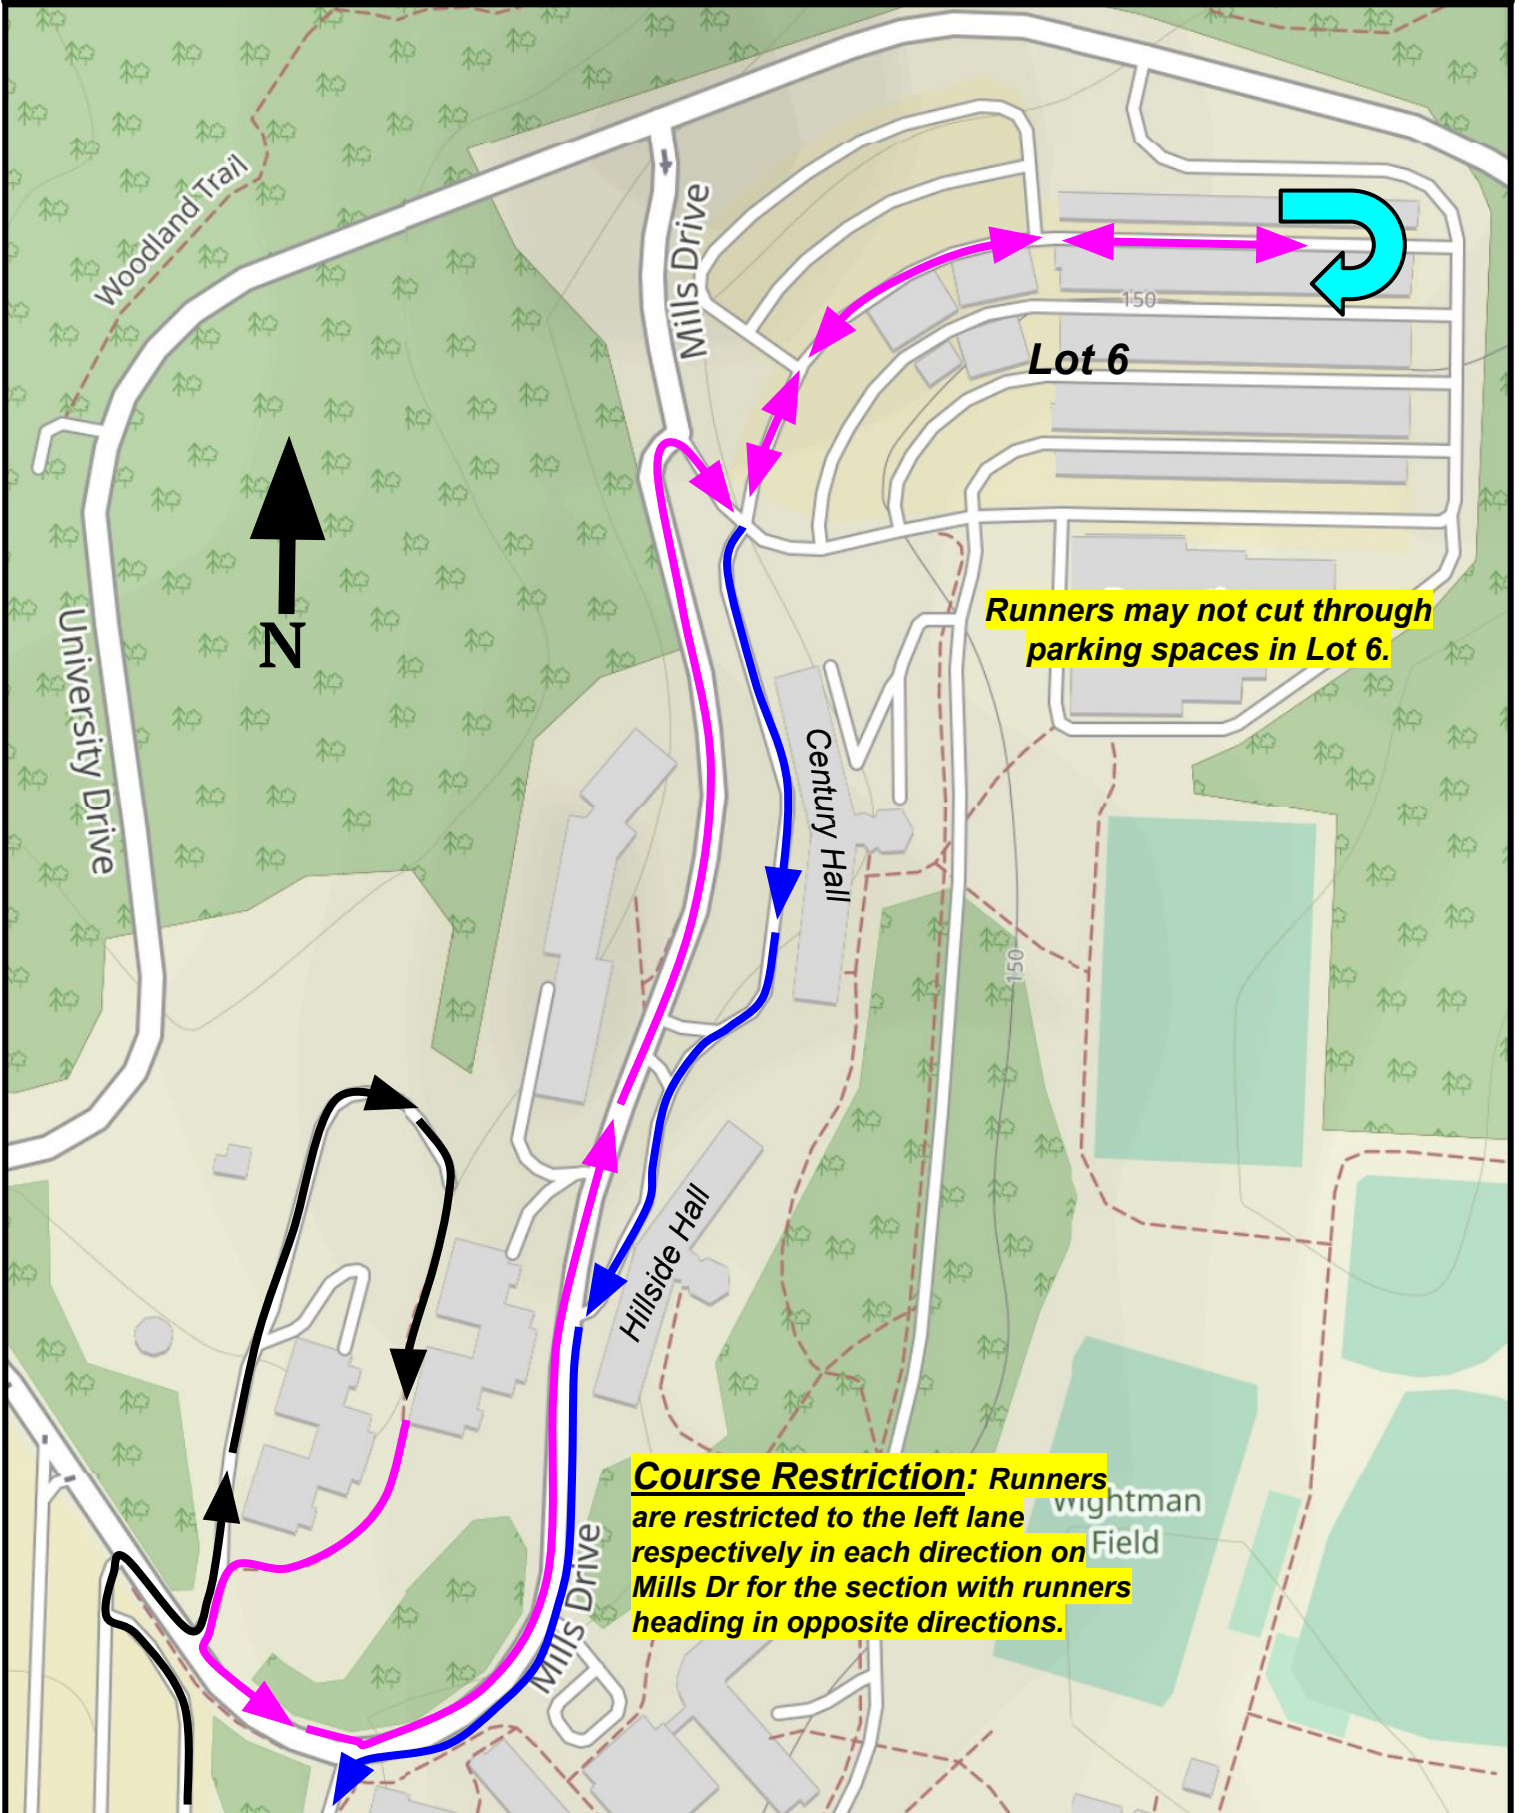 Woodland Trail
Mills Drive
150
Lot 6
N
Runners may not cut through
parking spaces in Lot 6.
University Drive
Century Hall
150
Hillside Hall
Course Restriction: Runners
are restricted to the left lane
respectively in each direction on
Mills Dr for the section with runners
heading in opposite directions.
Wightman
Field
Mills Drive